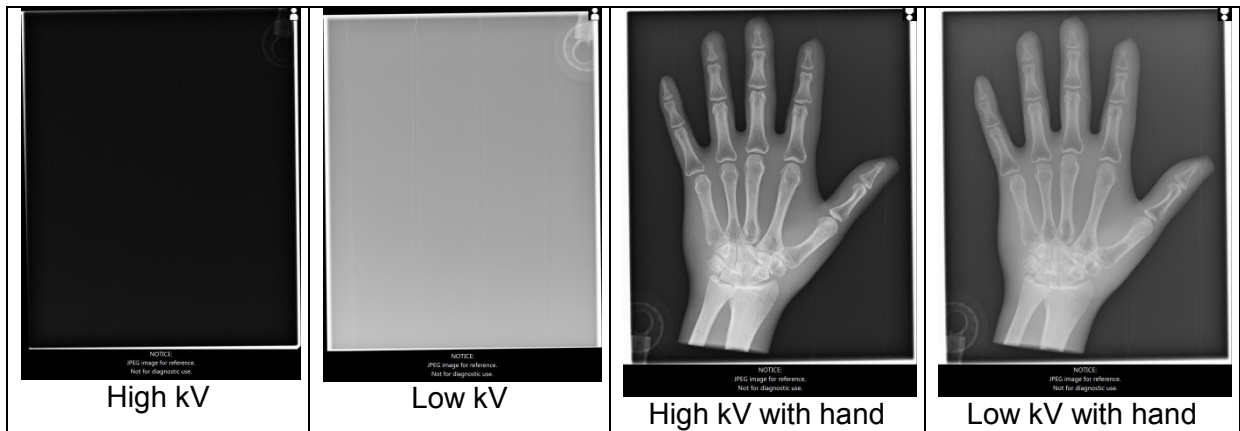 NOTICE:
JPEG image for reference.
Not for diagnostic use.
High kV
NOTICE:
JPEG image for reference.
Not for diagnostic use.
Low kV
NOTICE:
JPEG image for reference.
Not for diagnostic use.
High kV with hand
NOTICE:
JPEG image for reference.
Not for diagnostic use.
Low kV with hand